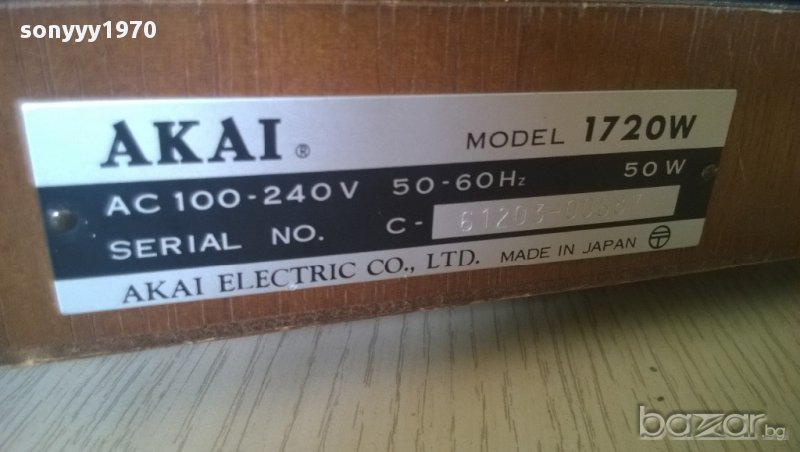 sonyyy1970
AKAI ® MODEL 1720W
AC 100-240V 50-60Hz 50W
SERIAL NO. C-
AKAI ELECTRIC CO., LTD. MADE IN JAPAN
bazar.bg